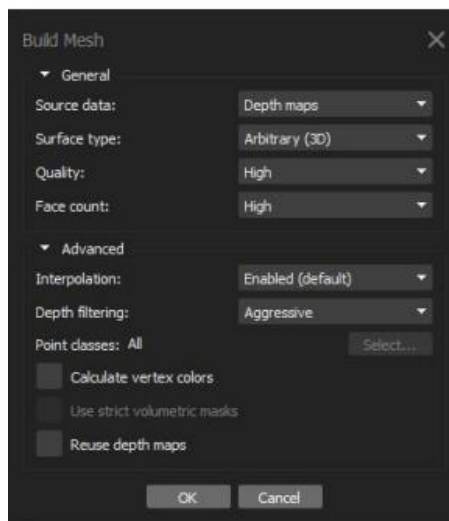 Build Mesh
General
Source data: Depth maps
Surface type: Arbitrary (3D)
Quality: High
Face count: High
Advanced
Interpolation: Enabled (default)
Depth filtering: Aggressive
Point classes: All Select...
Calculate vertex colors
Use strict volumetric masks
Reuse depth maps
OK Cancel